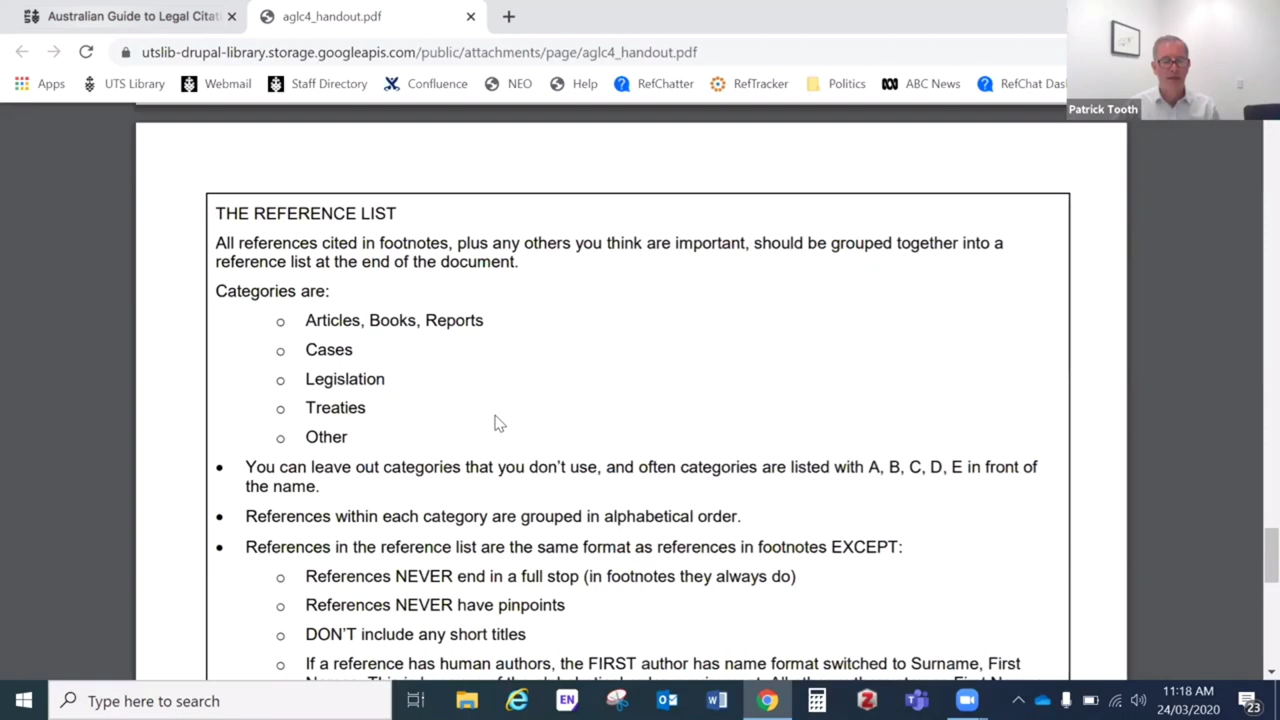 Australian Guide to Legal Citati
aglc4_handout.pdf
utslib-drupal-library.storage.googleapis.com/public/attachments/page/aglc4_handout.pdf
Apps UTS Library Webmail Staff Directory Confluence NEO Help RefChatter RefTracker Politics ABC News RefChat Das
Patrick Tooth
THE REFERENCE LIST
All references cited in footnotes, plus any others you think are important, should be grouped together into a
reference list at the end of the document.
Categories are:
o Articles, Books, Reports
o Cases
o Legislation
o Treaties
o Other
• You can leave out categories that you don't use, and often categories are listed with A, B, C, D, E in front of
the name.
• References within each category are grouped in alphabetical order.
• References in the reference list are the same format as references in footnotes EXCEPT:
o References NEVER end in a full stop (in footnotes they always do)
o References NEVER have pinpoints
o DON'T include any short titles
o If a reference has human authors, the FIRST author has name format switched to Surname, First
Type here to search
EN
11:18 AM
24/03/2020
23